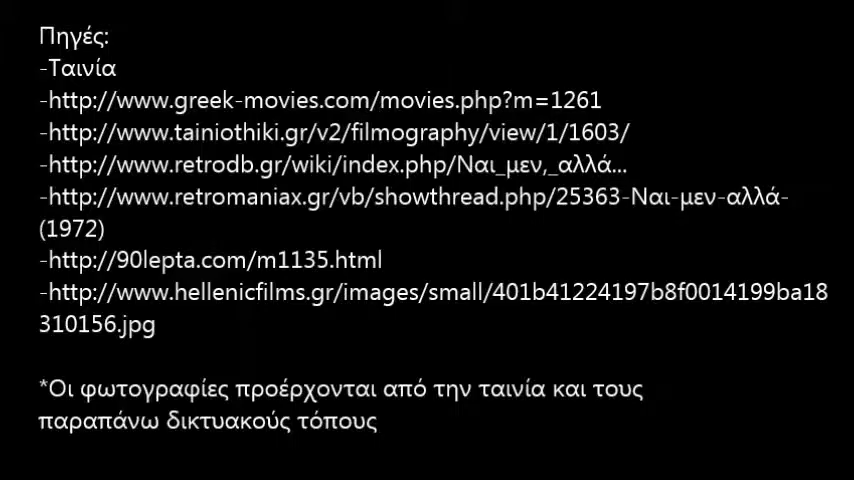 Πηγές:
-Ταινία
-http://www.greek-movies.com/movies.php?m=1261
-http://www.tainiothiki.gr/v2/filmography/view/1/1603/
-http://www.retrodb.gr/wiki/index.php/Ναι_μεν,_αλλά...
-http://www.retromaniax.gr/vb/showthread.php/25363-Ναι-μεν-αλλά-
(1972)
-http://90lepta.com/m1135.html
-http://www.hellenicfilms.gr/images/small/401b41224197b8f0014199ba18
310156.jpg
*Οι φωτογραφίες προέρχονται από την ταινία και τους
παραπάνω δικτυακούς τόπους